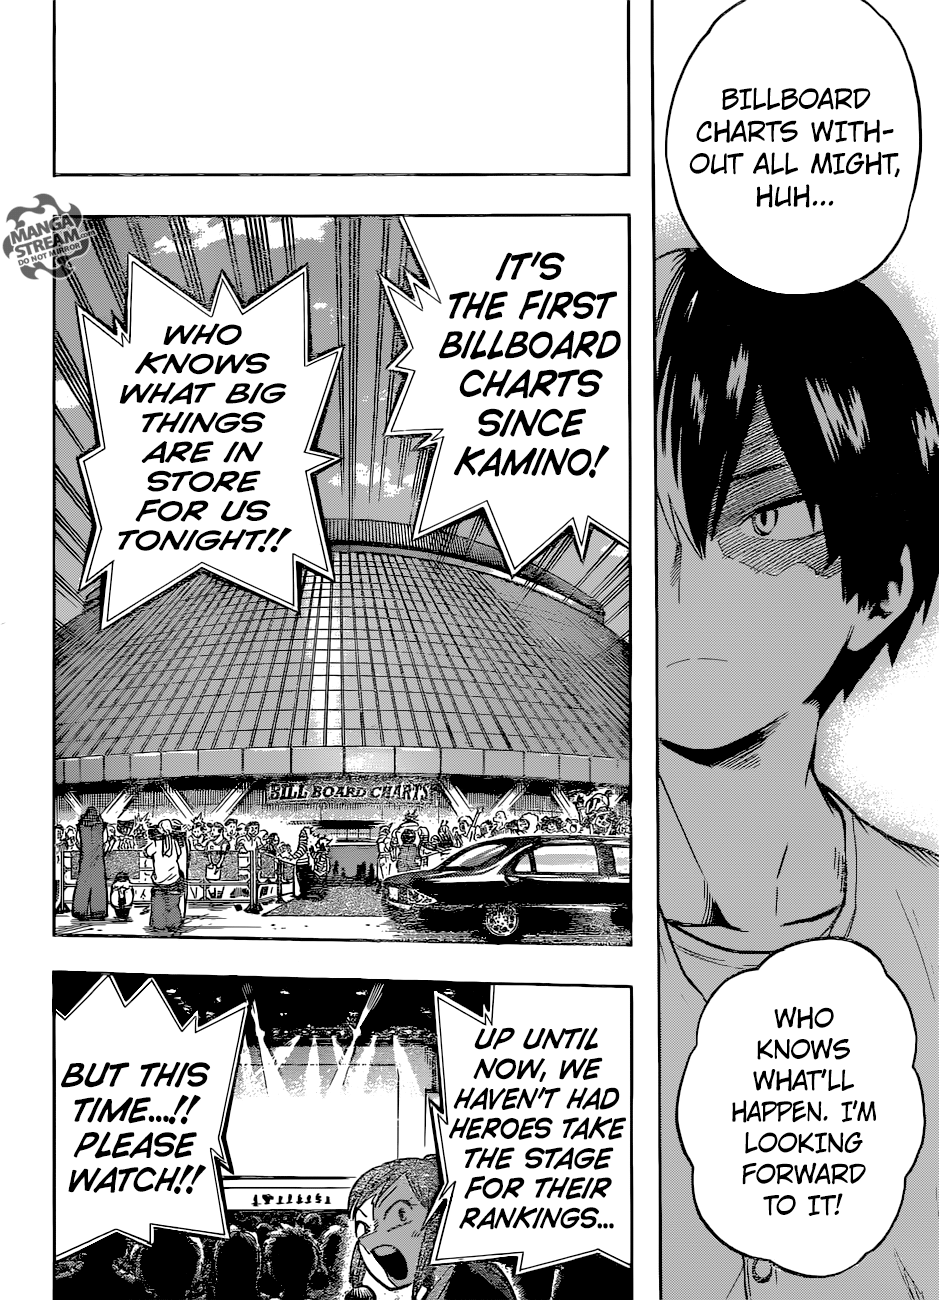 BILLBOARD
CHARTS WITH-
OUT ALL MIGHT,
HUH...
WHO
KNOWS
WHAT'LL
HAPPEN. I'M
LOOKING
FORWARD
TO IT!
MANGA
STREAM.com
DO NOT MIRROR
IT'S
THE FIRST
BILLBOARD
CHARTS
SINCE
KAMINO!
WHO
KNOWS
WHAT BIG
THINGS
ARE IN
STORE
FOR US
TONIGHT!!
BILLBOARD CHARTS
UP UNTIL
NOW, WE
HAVEN'T HAD
HEROES TAKE
THE STAGE
FOR THEIR
RANKINGS...
BUT THIS
TIME...!!
PLEASE
WATCH!!